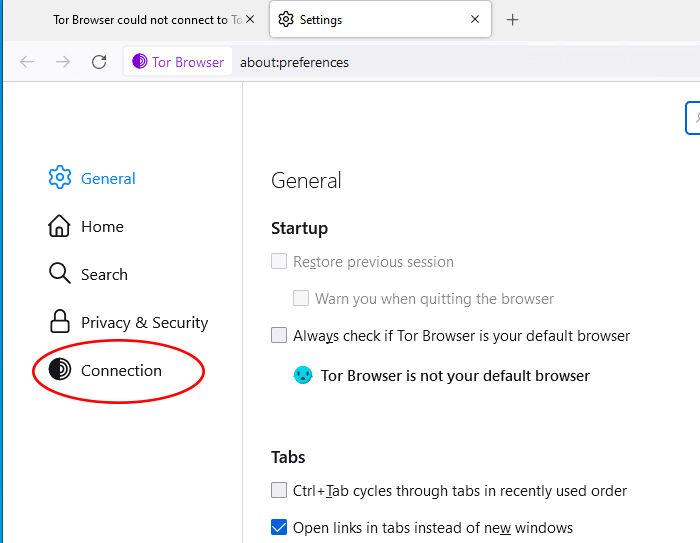 Tor Browser could not connect to To
Settings
Tor Browser
about:preferences
General
Home
Search
Privacy & Security
Connection
General
Startup
Restore previous session
Warn you when quitting the browser
Always check if Tor Browser is your default browser
Tor Browser is not your default browser
Tabs
Ctrl+Tab cycles through tabs in recently used order
Open links in tabs instead of new windows